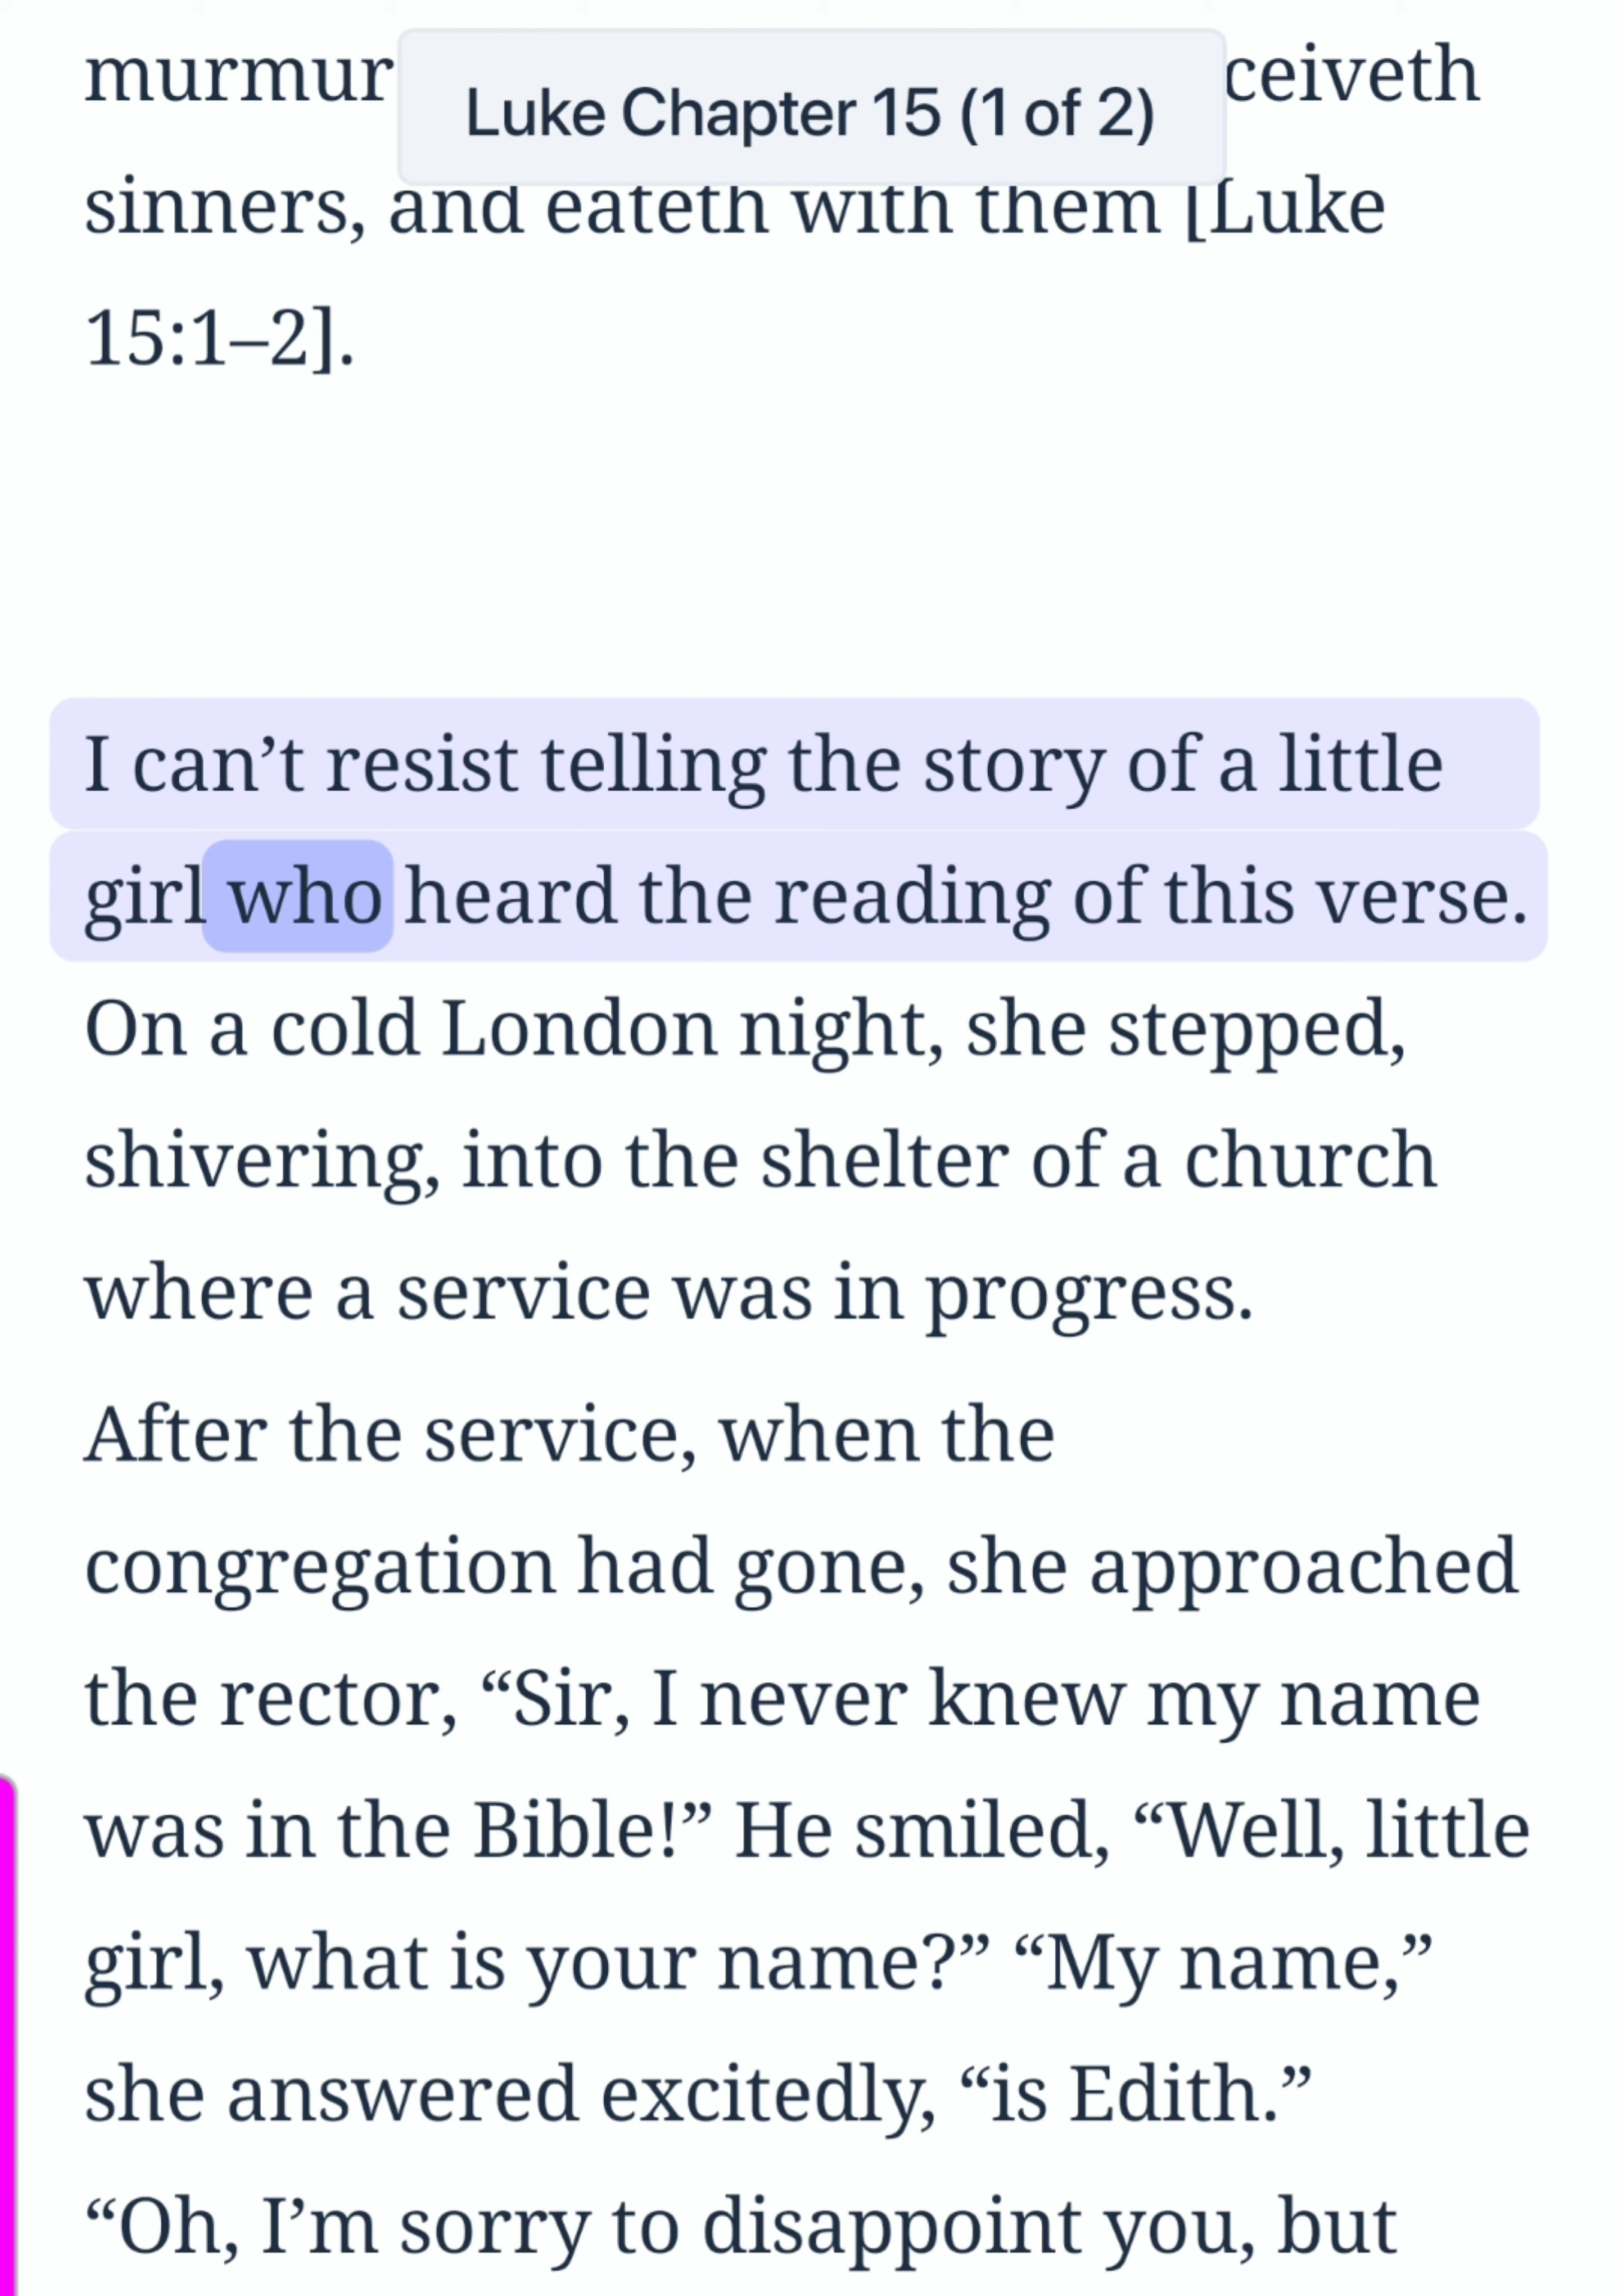 murmur
Luke Chapter 15 (1 of 2)
ceiveth
sinners, and eateth with them [Luke
15:1–2].
I can’t resist telling the story of a little
girl who heard the reading of this verse.
On a cold London night, she stepped,
shivering, into the shelter of a church
where a service was in progress.
After the service, when the
congregation had gone, she approached
the rector, “Sir, I never knew my name
was in the Bible!” He smiled, “Well, little
girl, what is your name?” “My name,”
she answered excitedly, “is Edith.”
“Oh, I’m sorry to disappoint you, but